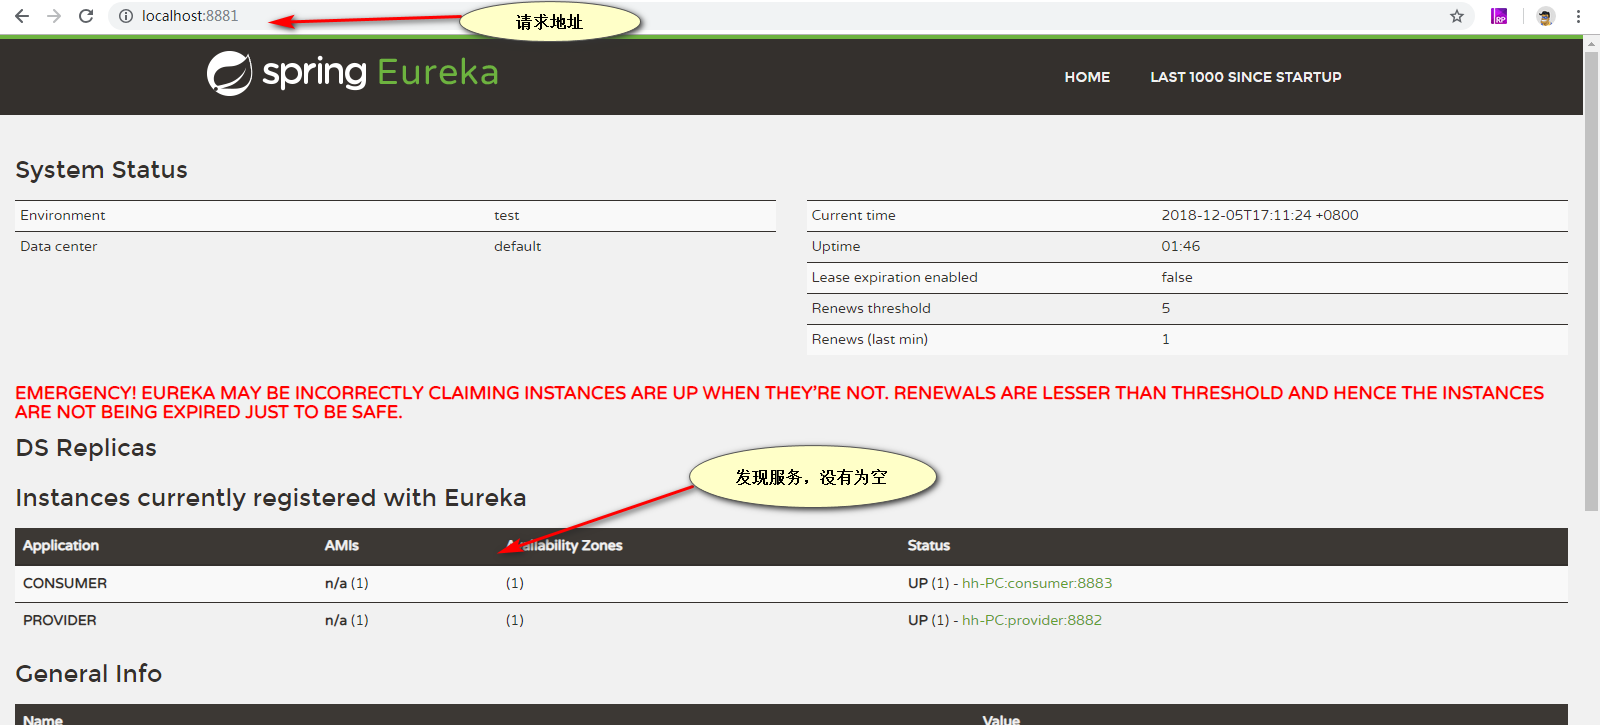 localhost:8881
请求地址
RP
spring Eureka
HOME LAST 1000 SINCE STARTUP
System Status
Environment test
Data center default
Current time 2018-12-05T17:11:24 +0800
Uptime 01:46
Lease expiration enabled false
Renews threshold 5
Renews (last min) 1
EMERGENCY! EUREKA MAY BE INCORRECTLY CLAIMING INSTANCES ARE UP WHEN THEY'RE NOT. RENEWALS ARE LESSER THAN THRESHOLD AND HENCE THE INSTANCES
ARE NOT BEING EXPIRED JUST TO BE SAFE.
DS Replicas
发现服务，没有为空
Instances currently registered with Eureka
Application AMIs Availability Zones Status
CONSUMER n/a (1) (1) UP (1) - hh-PC:consumer:8883
PROVIDER n/a (1) (1) UP (1) - hh-PC:provider:8882
General Info
Name Value